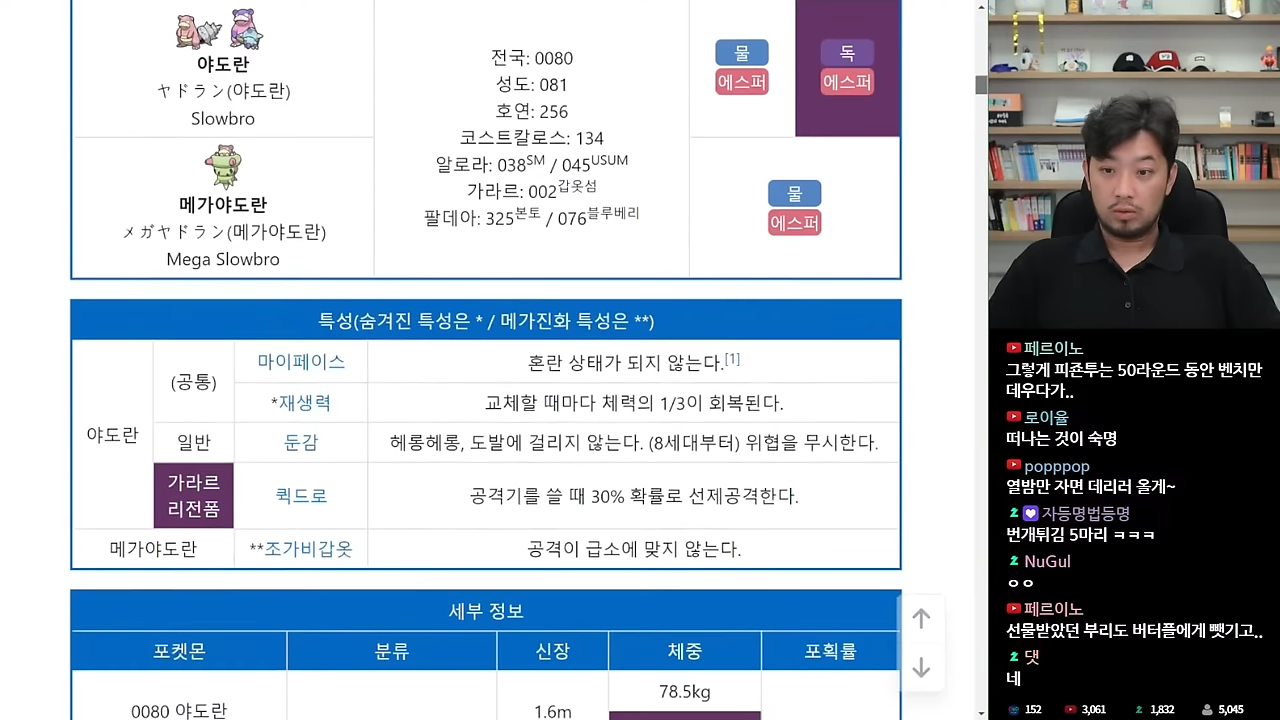 야도란
ヤドラン(야도란)
Slowbro
메가야도란
メガヤドラン(메가야도란)
Mega Slowbro
전국: 0080
성도: 081
호연: 256
코스트칼로스: 134
알로라: 038SM / 045USUM
가라르: 002갑옷섬
팔데아: 325본토 / 076블루베리
물
에스퍼
독
에스퍼
물
에스퍼
특성(숨겨진 특성은 * / 메가진화 특성은 **)
야도란
(공통)
마이페이스
혼란 상태가 되지 않는다.[1]
*재생력
교체할 때마다 체력의 1/3이 회복된다.
일반
둔감
헤롱헤롱, 도발에 걸리지 않는다. (8세대부터) 위협을 무시한다.
가라르
리전폼
퀵드로
공격기를 쓸 때 30% 확률로 선제공격한다.
메가야도란
**조가비갑옷
공격이 급소에 맞지 않는다.
세부 정보
포켓몬
분류
신장
체중
포획률
0080 야도란
1.6m
78.5kg
페르이노
그렇게 피죤투는 50라운드 동안 벤치만
데우다가..
로이율
떠나는 것이 숙명
popppop
열밤만 자면 데리러 올게~
자등명법등명
번개튀김 5마리 ㅋㅋㅋ
NuGul
ㅇㅇ
페르이노
선물받았던 부리도 버터플에게 뺏기고..
댓
네
152
3,061
1,832
5,045